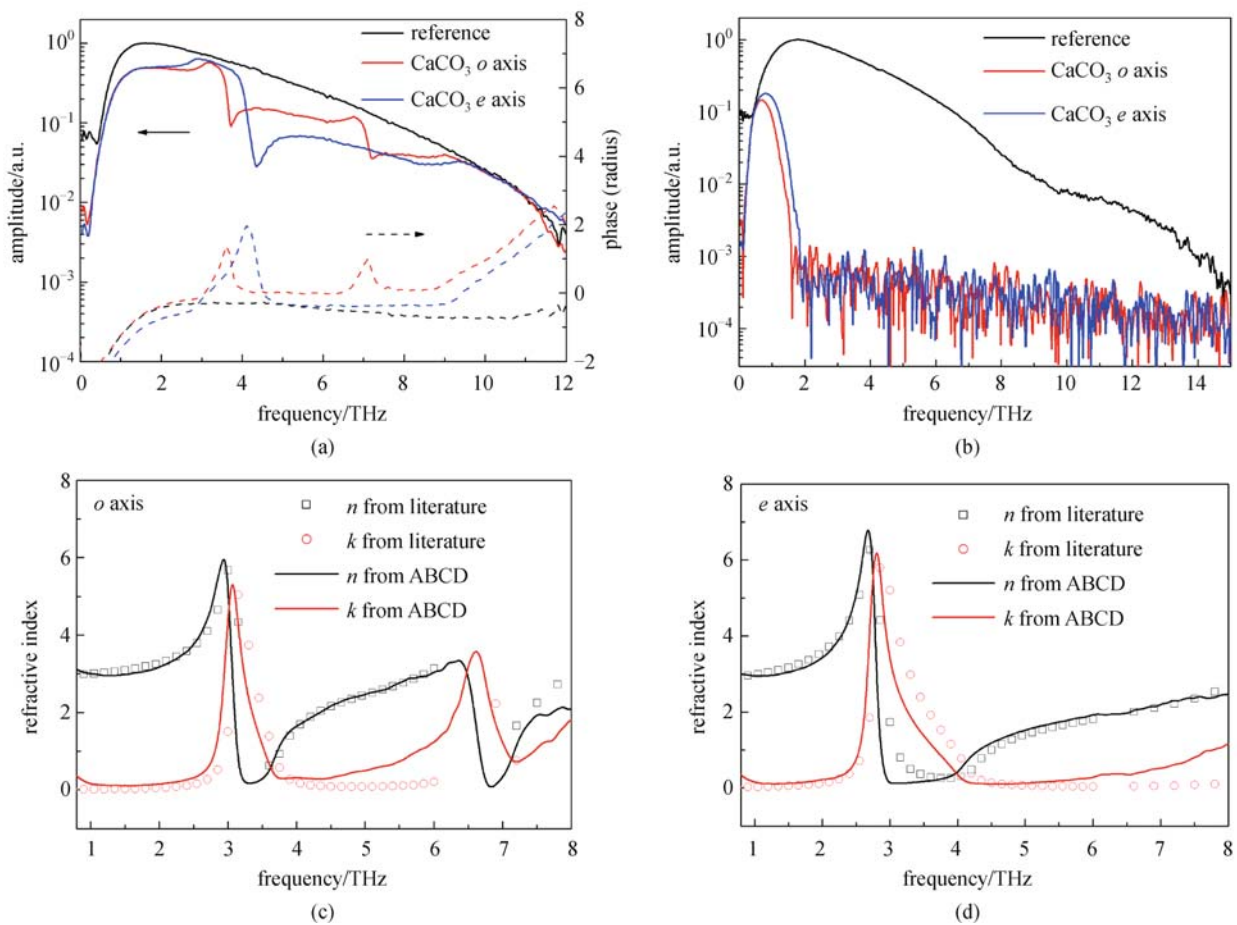 8
10⁰
reference
6
CaCO₃ o axis
CaCO₃ e axis
10⁻¹
4
amplitude/a.u.
10⁻²
2
phase (radius)
10⁻³
0
10⁻⁴
−2
0 2 4 6 8 10 12
frequency/THz
(a)
10⁰
reference
CaCO₃ o axis
10⁻¹
CaCO₃ e axis
amplitude/a.u.
10⁻²
10⁻³
10⁻⁴
0 2 4 6 8 10 12 14
frequency/THz
(b)
8
o axis
n from literature
k from literature
6
n from ABCD
k from ABCD
4
refractive index
2
0
1 2 3 4 5 6 7 8
frequency/THz
(c)
8
e axis
n from literature
k from literature
6
n from ABCD
k from ABCD
4
refractive index
2
0
1 2 3 4 5 6 7 8
frequency/THz
(d)